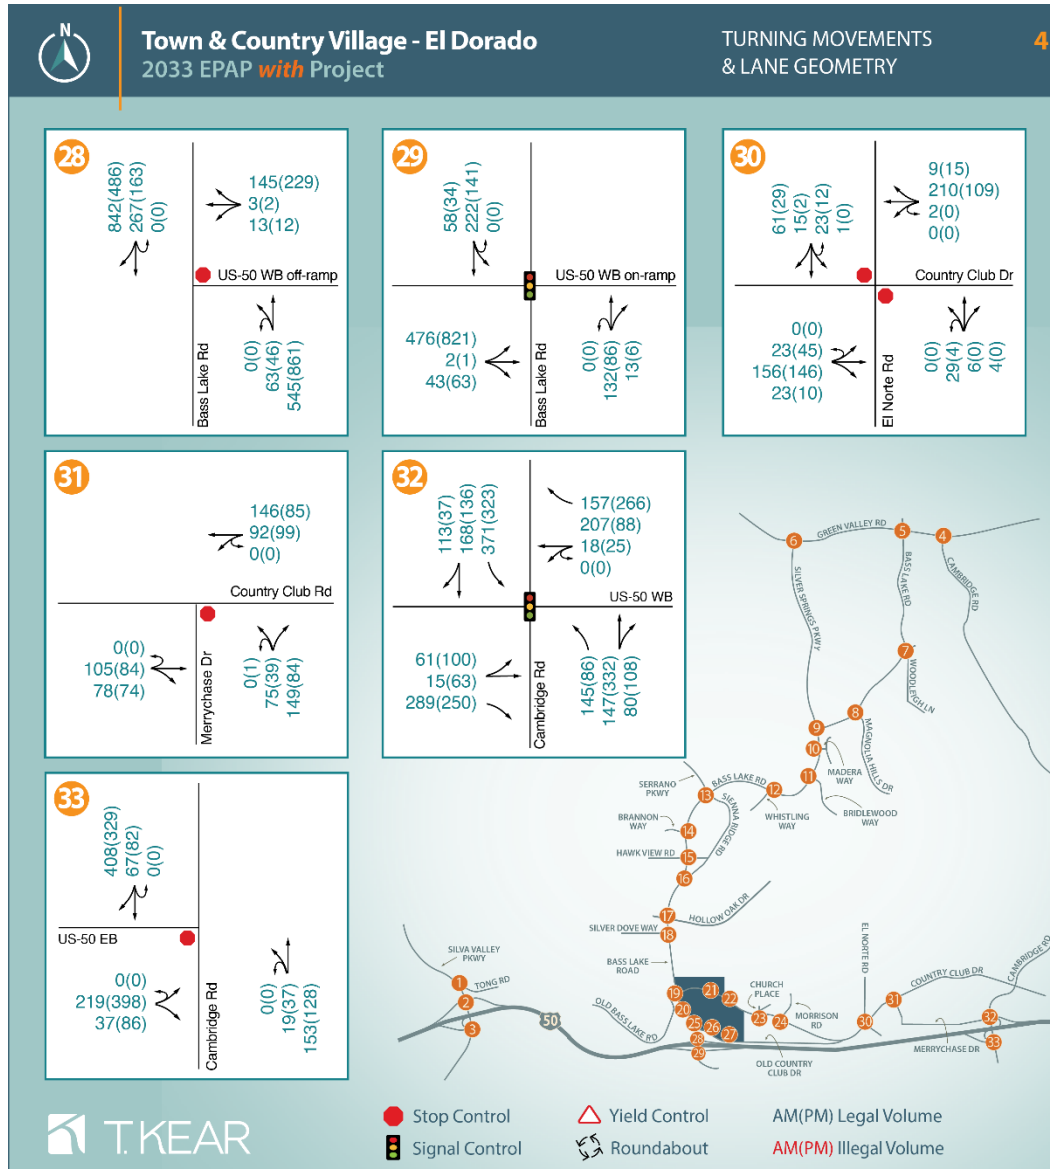 N
Town & Country Village - El Dorado
2033 EPAP with Project
TURNING MOVEMENTS
& LANE GEOMETRY
4
28
842(486)
267(163)
0(0)
145(229)
3(2)
13(12)
US-50 WB off-ramp
Bass Lake Rd
0(0)
63(46)
545(861)
29
58(34)
222(141)
0(0)
US-50 WB on-ramp
476(821)
2(1)
43(63)
Bass Lake Rd
0(0)
132(86)
13(6)
30
61(29)
15(2)
23(12)
1(0)
9(15)
210(109)
2(0)
0(0)
Country Club Dr
0(0)
23(45)
156(146)
23(10)
El Norte Rd
0(0)
29(4)
6(0)
4(0)
31
146(85)
92(99)
0(0)
Country Club Rd
0(0)
105(84)
78(74)
Merrychase Dr
0(1)
75(39)
149(84)
32
113(37)
168(136)
371(323)
157(266)
207(88)
18(25)
0(0)
US-50 WB
61(100)
15(63)
289(250)
Cambridge Rd
145(86)
147(332)
80(108)
33
408(329)
67(82)
0(0)
US-50 EB
0(0)
219(398)
37(86)
Cambridge Rd
0(0)
19(37)
153(128)
6
GREEN VALLEY RD
5
4
SILVER SPRINGS PKWY
BASS LAKE RD
CAMBRIDGE RD
7
WOODLEIGH LN
8
9
10
MADERA
WAY
MAGNOLIA HILLS DR
11
BRIDLEWOOD
WAY
SERRANO
PKWY
BASS LAKE RD
12
13
WHISTLING
WAY
SIENNA RIDGE RD
BRANNON
WAY
14
HAWK VIEW RD
15
16
17
HOLLOW OAK DR
SILVER DOVE WAY
18
BASS LAKE
ROAD
EL NORTE RD
CAMBRIDGE RD
SILVA VALLEY
PKWY
TONG RD
1
2
3
OLD BASS LAKE RD
50
19
20
21
22
CHURCH
PLACE
23
24
MORRISON
RD
25
26
27
28
29
OLD COUNTRY
CLUB DR
30
31
COUNTRY CLUB DR
MERRYCHASE DR
32
33
T.KEAR
Stop Control
Yield Control
AM(PM) Legal Volume
Signal Control
Roundabout
AM(PM) Illegal Volume